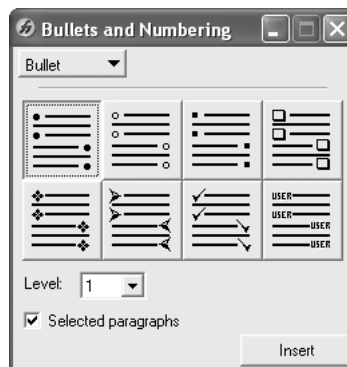 Bullets and Numbering
Bullet
USER
USER
USER
USER
Level: 1
Selected paragraphs
Insert